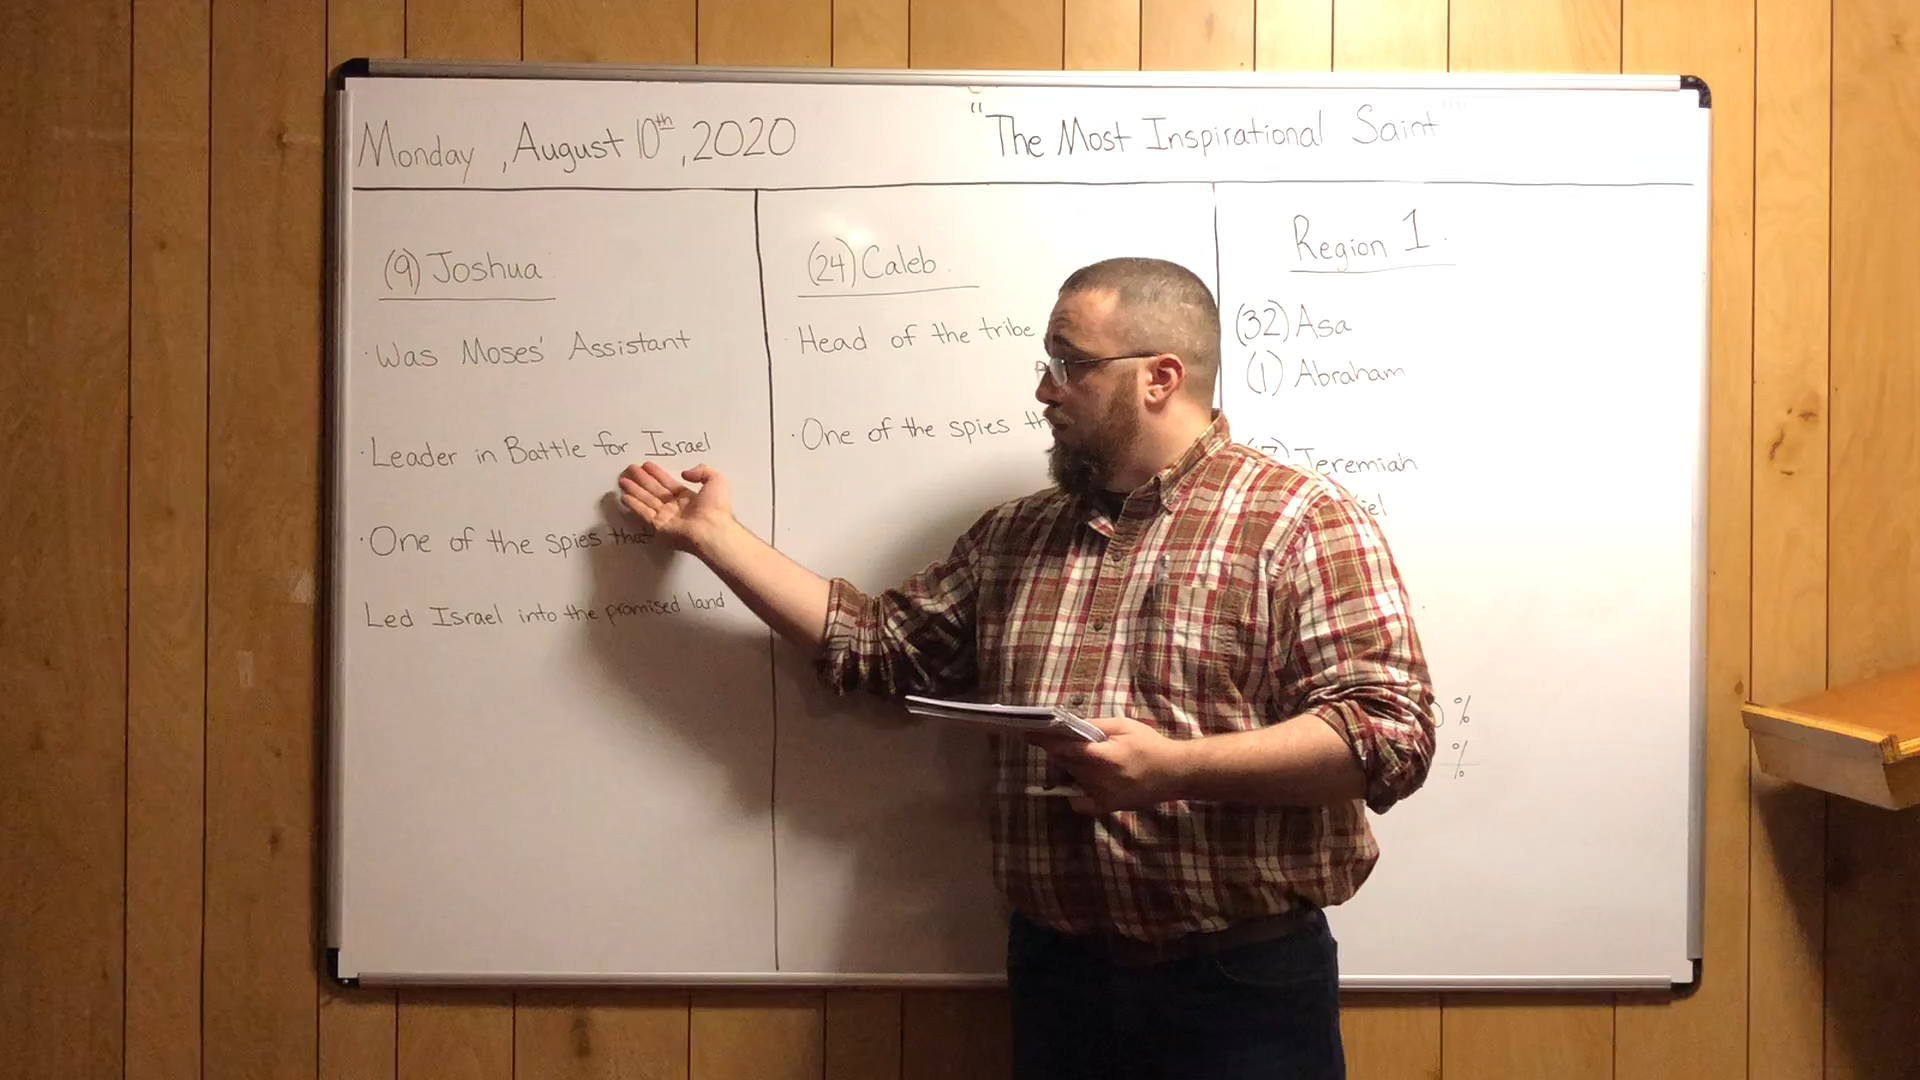 Monday, August 10th, 2020
"The Most Inspirational Saint"
(9) Joshua
· Was Moses' Assistant
· Leader in Battle for Israel
· One of the spies that
Led Israel into the promised land
(24) Caleb
· Head of the tribe
· One of the spies
Region 1
(32) Asa
(1) Abraham
Jeremiah
%
%